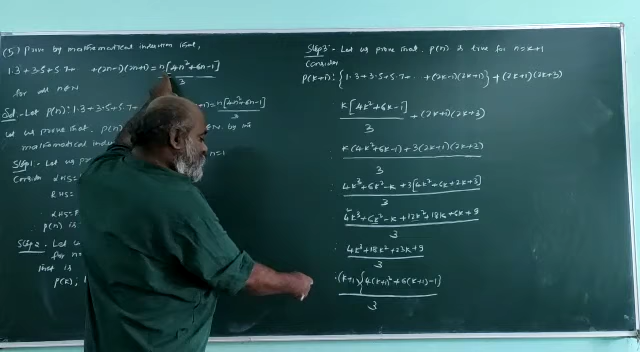 (5) Prove by mathematical induction that,
1·3+3·5+5·7+ ... +(2n-1)(2n+1) = n[4n²+6n-1]/3
for all n∈N
Sol:- Let P(n): 1·3+3·5+5·7+ = n[4n²+6n-1]/3
Let us prove that P(n) ∈N. by
mathematical
Step1:- Let us n=1
Consider LHS=
RHS=
∴ LHS=
∴ P(n) is
Step2:- Let
for n=
that is
P(k):
Step3:- Let us prove that P(n) is true for n=k+1
Consider
P(k+1): {1·3+3·5+5·7+ ... +(2k-1)(2k+1)} + (2k+1)(2k+3)
k[4k²+6k-1]/3 + (2k+1)(2k+3)
k(4k²+6k-1)+3(2k+1)(2k+3)/3
4k³+6k²-k+3[4k²+6k+2k+3]/3
4k³+6k²-k+12k²+18k+6k+9/3
4k³+18k²+23k+9/3
(k+1){4(k+1)²+6(k+1)-1]/3